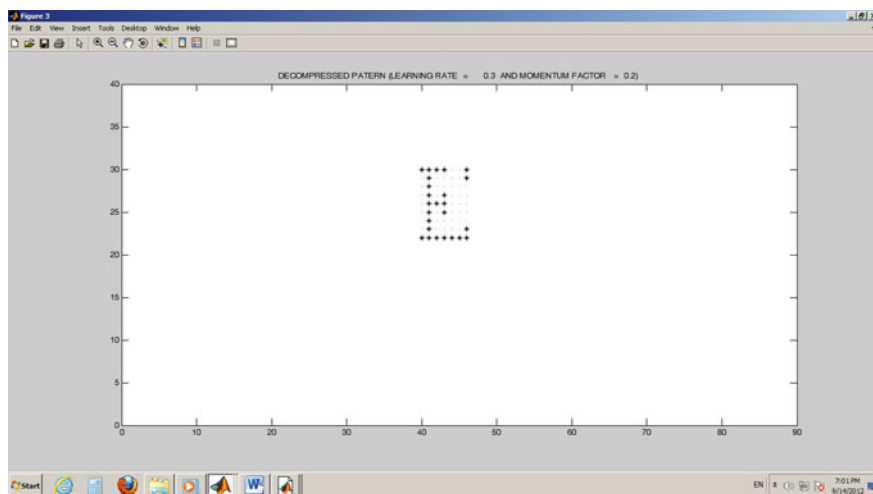 Figure 3
File Edit View Insert Tools Desktop Window Help
DECOMPRESSED PATERN (LEARNING RATE = 0.3 AND MOMENTUM FACTOR = 0.2)
40
35
30
25
20
15
10
5
0
0 10 20 30 40 50 60 70 80 90
Start
EN
7:01 PM
9/14/2012